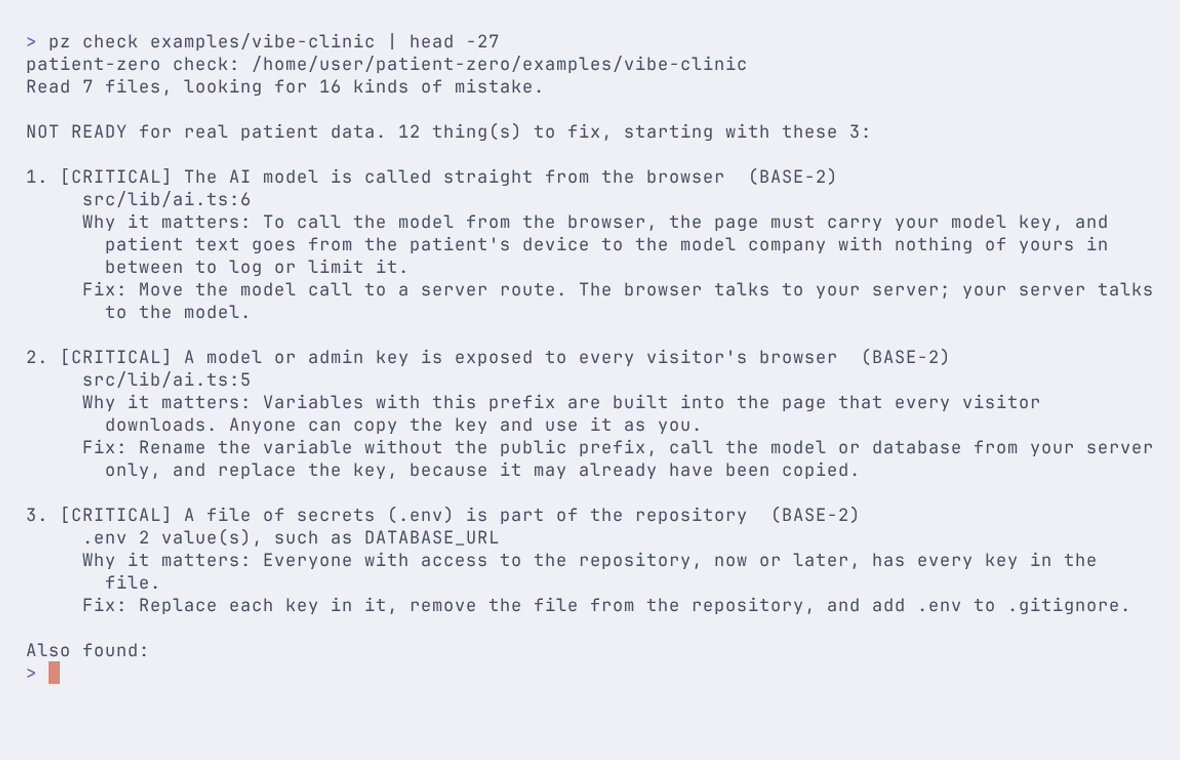 > pz check examples/vibe-clinic | head -27
patient-zero check: /home/user/patient-zero/examples/vibe-clinic
Read 7 files, looking for 16 kinds of mistake.
NOT READY for real patient data. 12 thing(s) to fix, starting with these 3:
1. [CRITICAL] The AI model is called straight from the browser  (BASE-2)
src/lib/ai.ts:6
Why it matters: To call the model from the browser, the page must carry your model key, and
patient text goes from the patient's device to the model company with nothing of yours in
between to log or limit it.
Fix: Move the model call to a server route. The browser talks to your server; your server talks
to the model.
2. [CRITICAL] A model or admin key is exposed to every visitor's browser  (BASE-2)
src/lib/ai.ts:5
Why it matters: Variables with this prefix are built into the page that every visitor
downloads. Anyone can copy the key and use it as you.
Fix: Rename the variable without the public prefix, call the model or database from your server
only, and replace the key, because it may already have been copied.
3. [CRITICAL] A file of secrets (.env) is part of the repository  (BASE-2)
.env 2 value(s), such as DATABASE_URL
Why it matters: Everyone with access to the repository, now or later, has every key in the
file.
Fix: Replace each key in it, remove the file from the repository, and add .env to .gitignore.
Also found:
>